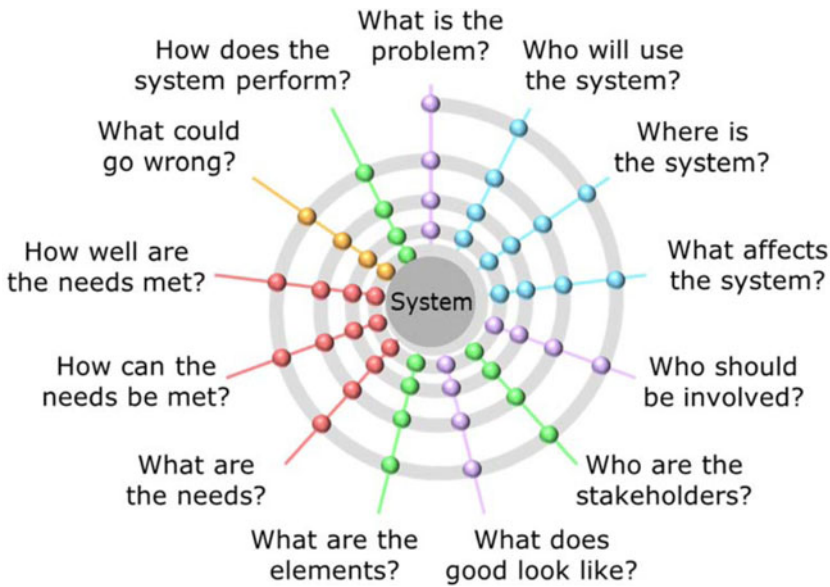 What is the
problem?
Who will use
the system?
Where is
the system?
What affects
the system?
Who should
be involved?
Who are the
stakeholders?
What does
good look like?
What are the
elements?
What are
the needs?
How can the
needs be met?
How well are
the needs met?
What could
go wrong?
How does the
system perform?
System